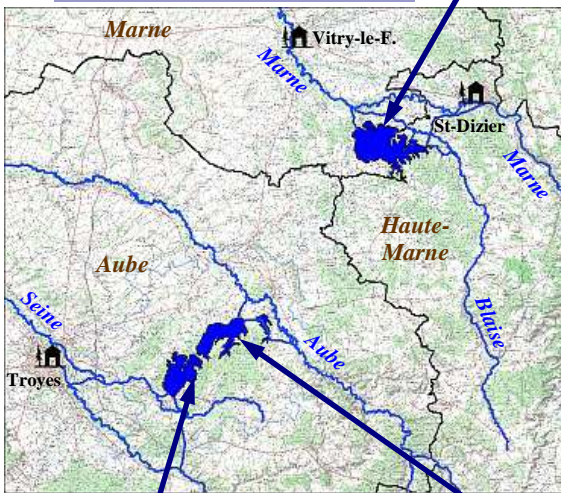 Marne
Vitry-le-F.
Marne
St-Dizier
Marne
Haute-
Marne
Aube
Seine
Blaise
Aube
Troyes